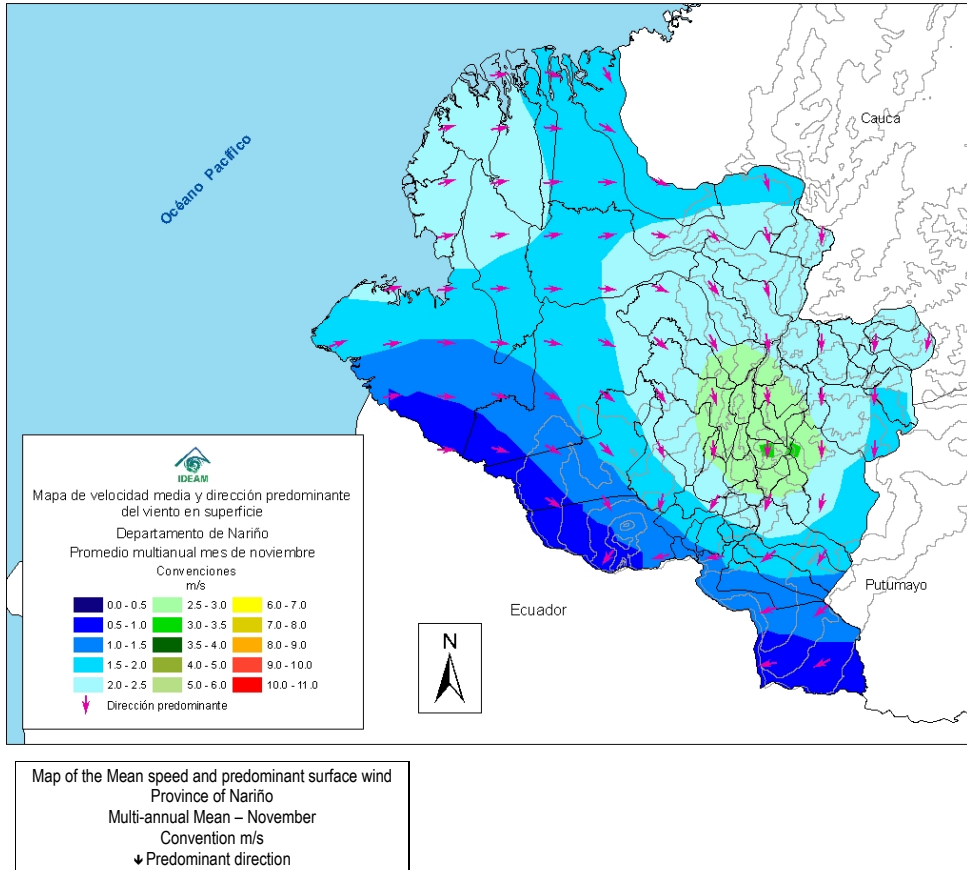 Cauca
Océano Pacífico
IDEAM
Mapa de velocidad media y dirección predominante
del viento en superficie
Departamento de Nariño
Promedio multianual mes de noviembre
Convenciones
m/s
0.0 - 0.5 2.5 - 3.0 6.0 - 7.0
0.5 - 1.0 3.0 - 3.5 7.0 - 8.0
1.0 - 1.5 3.5 - 4.0 8.0 - 9.0
1.5 - 2.0 4.0 - 5.0 9.0 - 10.0
2.0 - 2.5 5.0 - 6.0 10.0 - 11.0
Dirección predominante
Ecuador
N
Putumayo
Map of the Mean speed and predominant surface wind
Province of Nariño
Multi-annual Mean – November
Convention m/s
Predominant direction